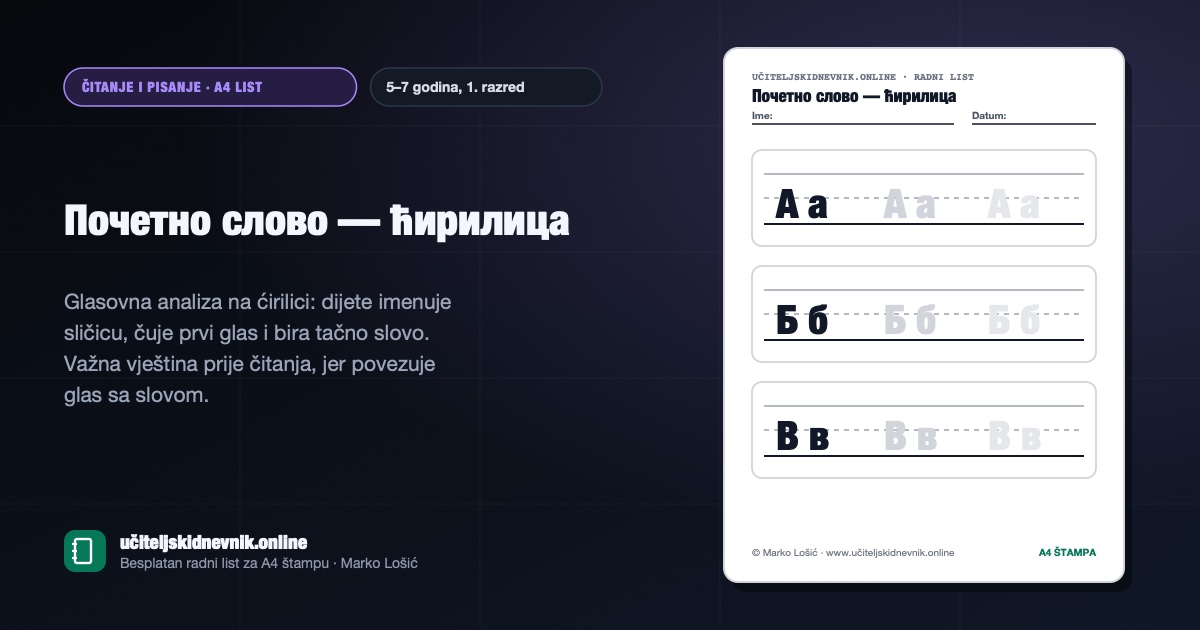 ČITANJE I PISANJE · A4 LIST
5–7 godina, 1. razred
Почетно слово — ћирилица
Glasovna analiza na ćirilici: dijete imenuje
sličicu, čuje prvi glas i bira tačno slovo.
Važna vještina prije čitanja, jer povezuje
glas sa slovom.
učiteljskidnevnik.online
Besplatan radni list za A4 štampu · Marko Lošić
UČITELJSKIDNEVNIK.ONLINE · RADNI LIST
Почетно слово — ћирилица
Ime: Datum:
А а А а А а
Б б Б б Б б
В в В в В в
© Marko Lošić · www.učiteljskidnevnik.online
A4 ŠTAMPA